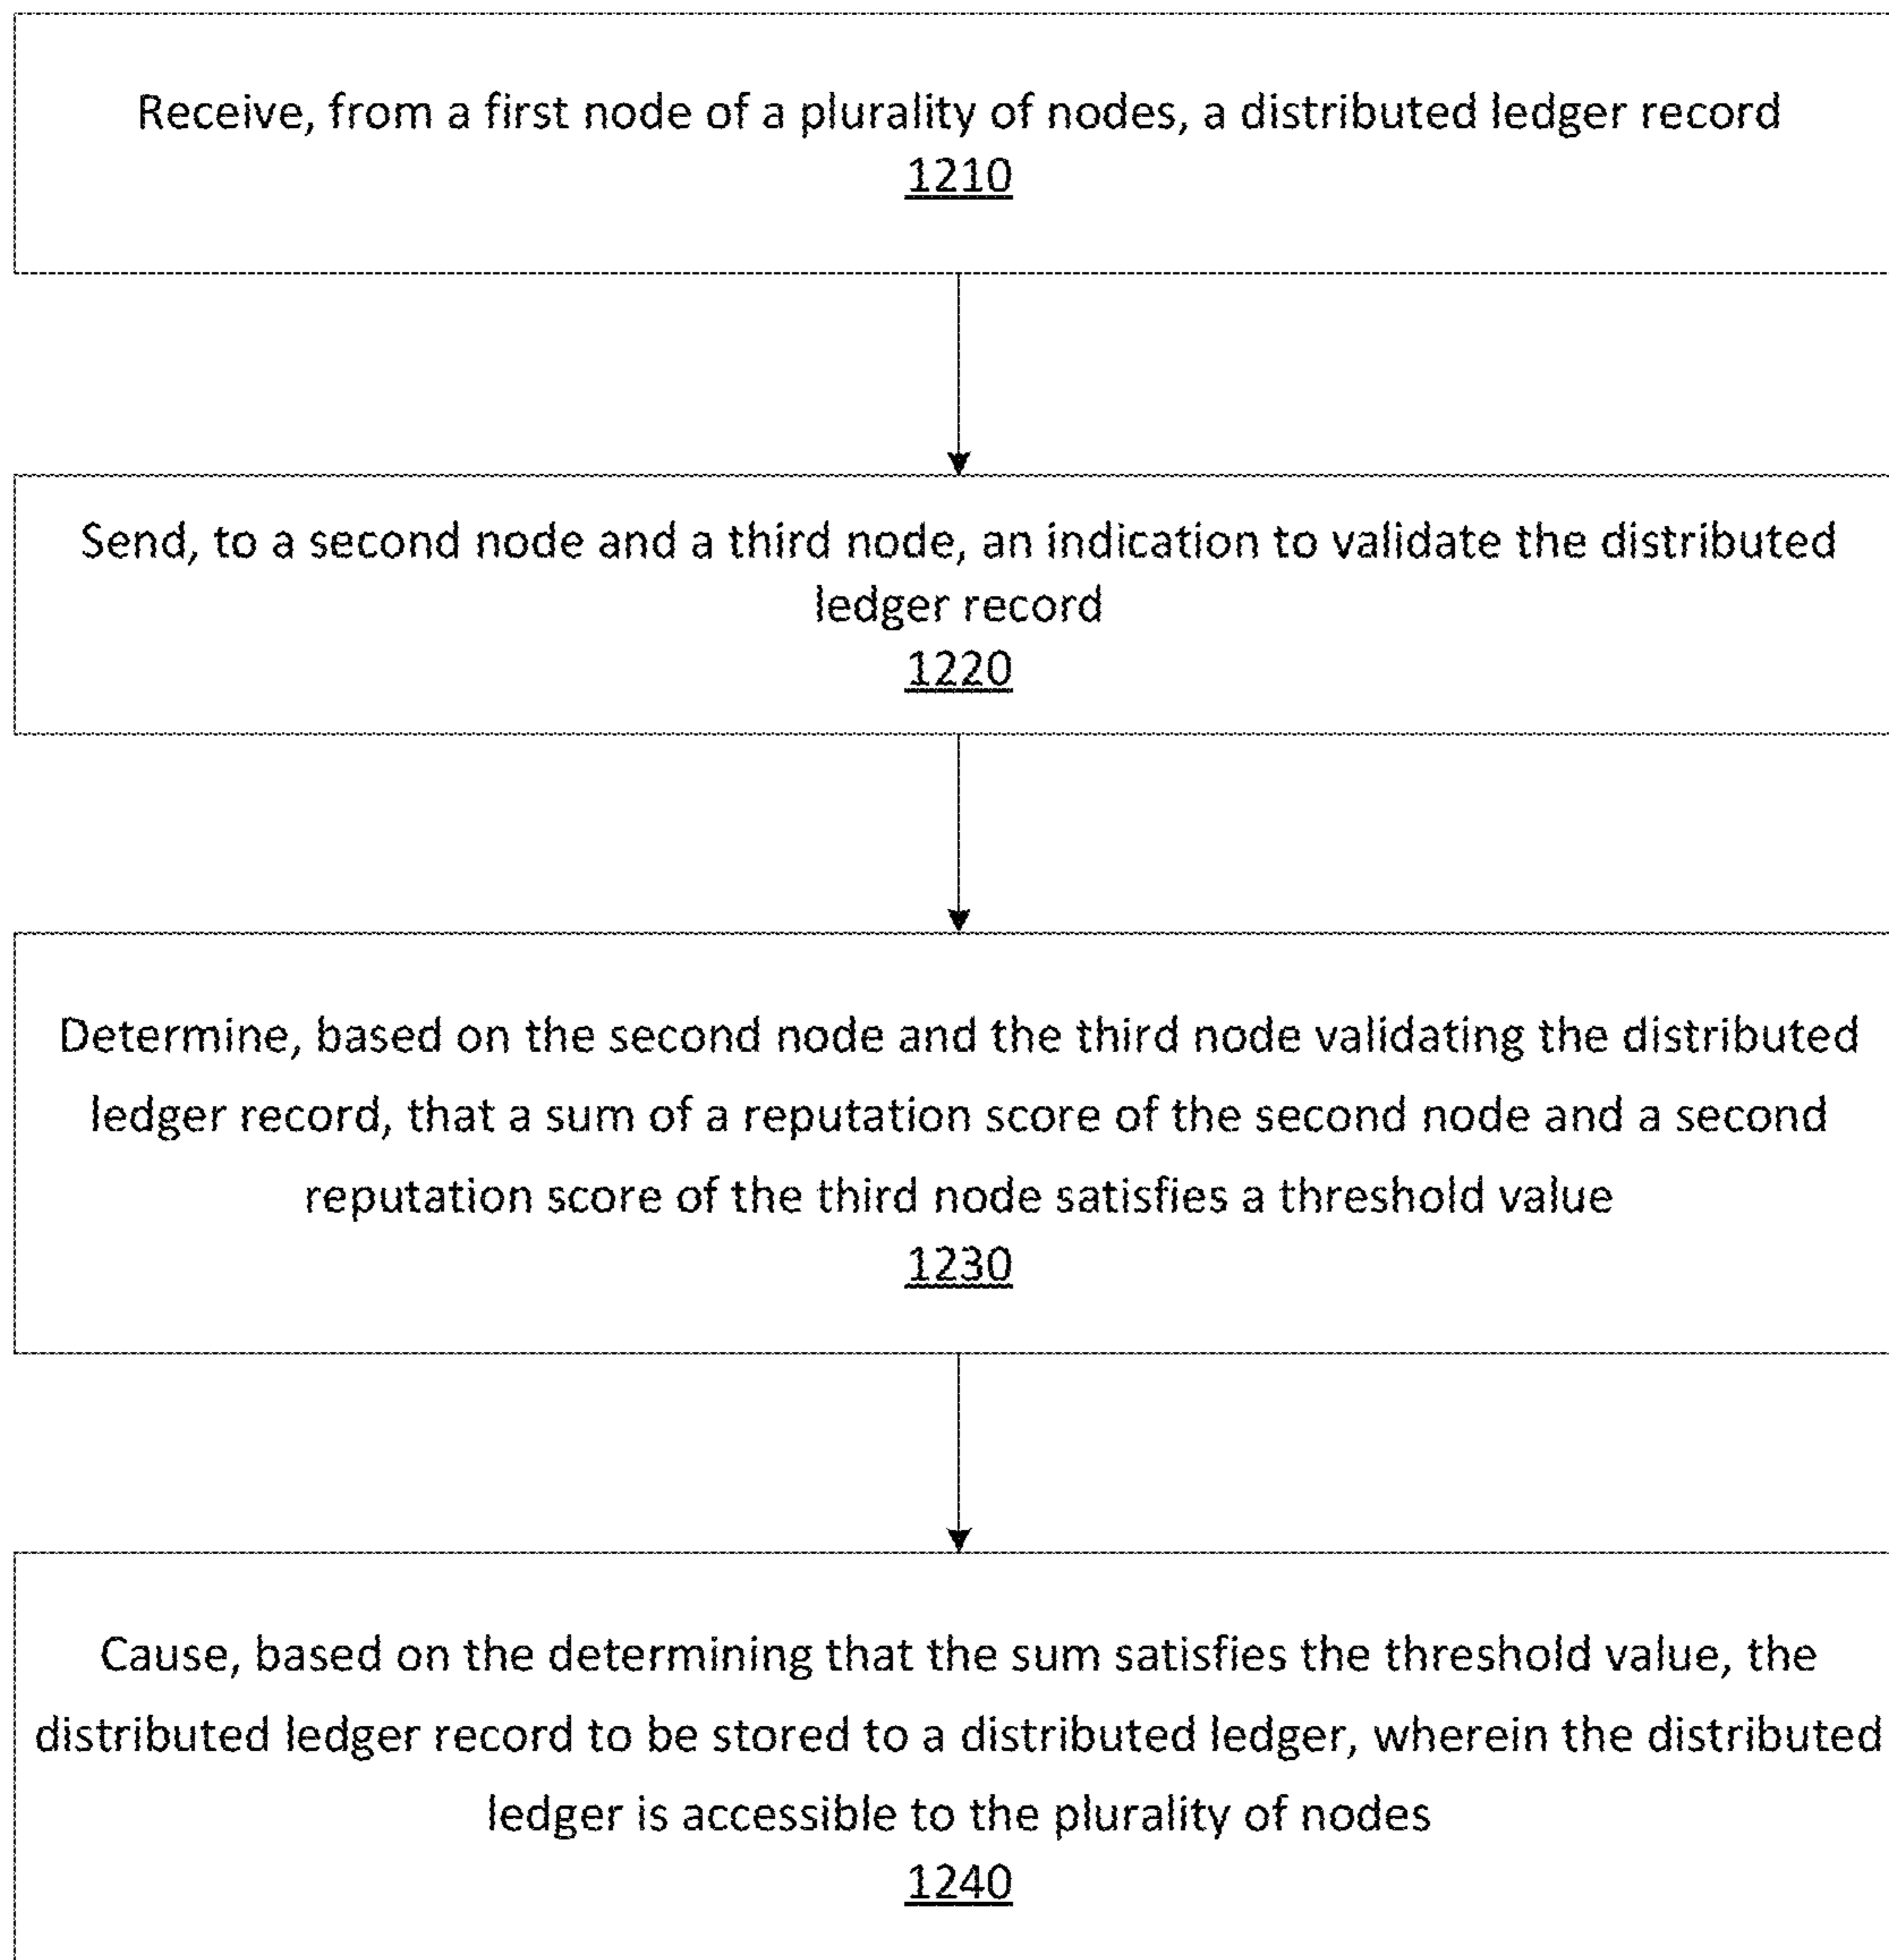 Receive, from a first node of a plurality of nodes, a distributed ledger record
1210
Send, to a second node and a third node, an indication to validate the distributed
ledger record
1220
Determine, based on the second node and the third node validating the distributed
ledger record, that a sum of a reputation score of the second node and a second
reputation score of the third node satisfies a threshold value
1230
Cause, based on the determining that the sum satisfies the threshold value, the
distributed ledger record to be stored to a distributed ledger, wherein the distributed
ledger is accessible to the plurality of nodes
1240